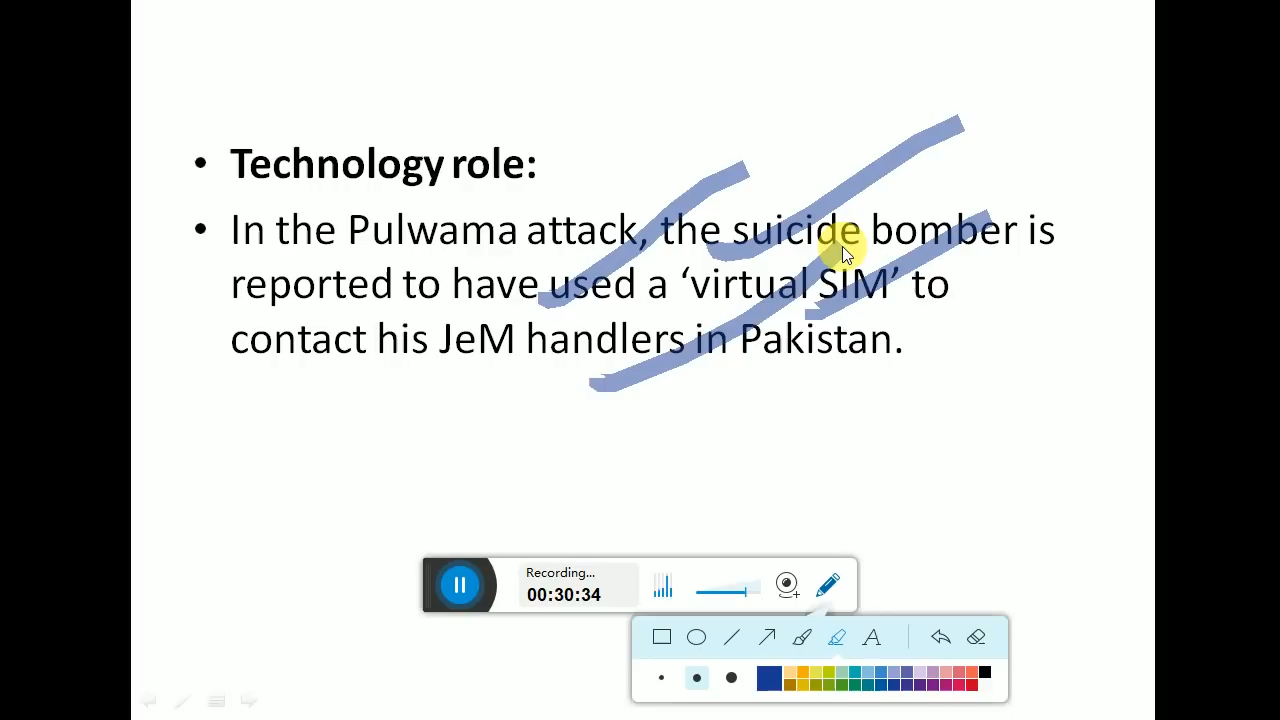 • Technology role:
• In the Pulwama attack, the suicide bomber is
reported to have used a ‘virtual SIM’ to
contact his JeM handlers in Pakistan.
Recording...
00:30:34
A